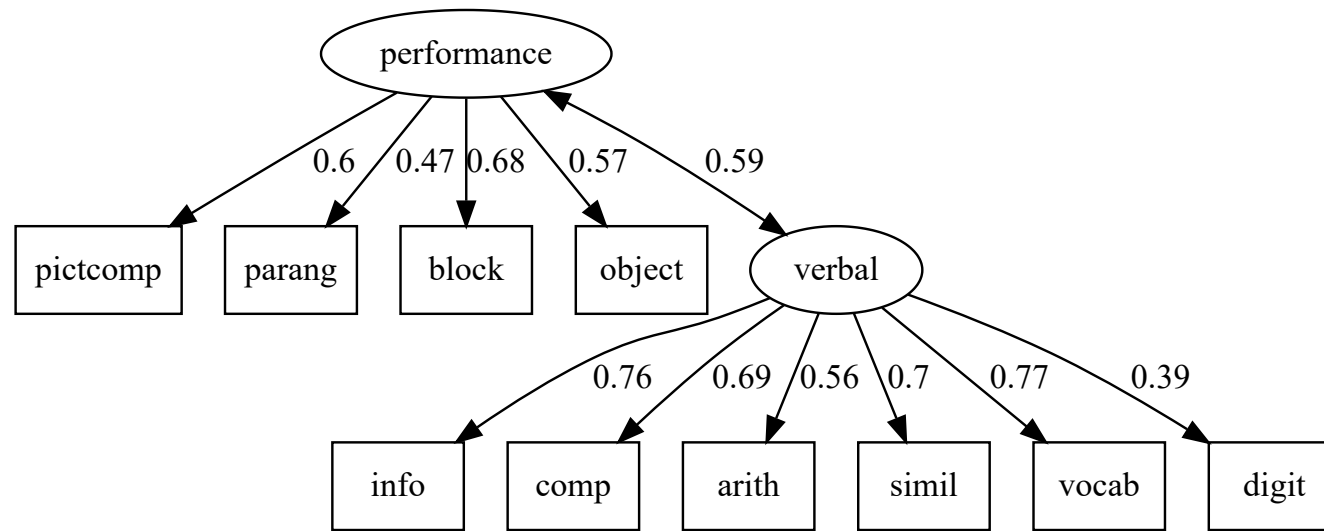 performance
0.6 0.47 0.68 0.57 0.59
pictcomp parang block object verbal
0.76 0.69 0.56 0.7 0.77 0.39
info comp arith simil vocab digit